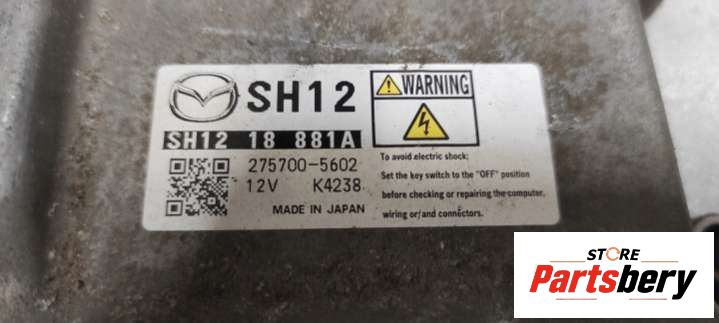 SH12
SH12 18 881A
275700-5602
12V K4238
MADE IN JAPAN
WARNING
To avoid electric shock;
Set the key switch to the "OFF" position
before checking or repairing the computer,
wiring or/and connectors.
STORE
Partsbery